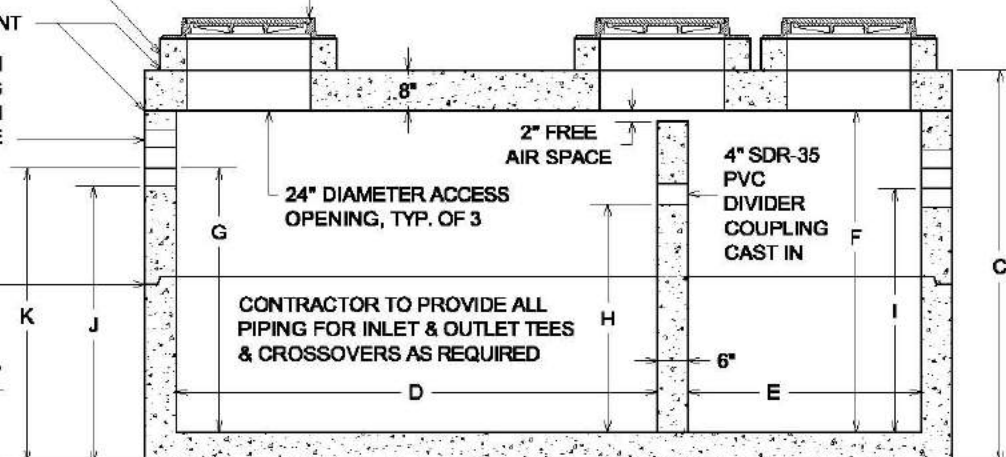 NT
8"
2" FREE
AIR SPACE
4" SDR-35
PVC
DIVIDER
COUPLING
CAST IN
24" DIAMETER ACCESS
OPENING, TYP. OF 3
G
F
C
K
J
CONTRACTOR TO PROVIDE ALL
PIPING FOR INLET & OUTLET TEES
& CROSSOVERS AS REQUIRED
H
I
6"
D
E